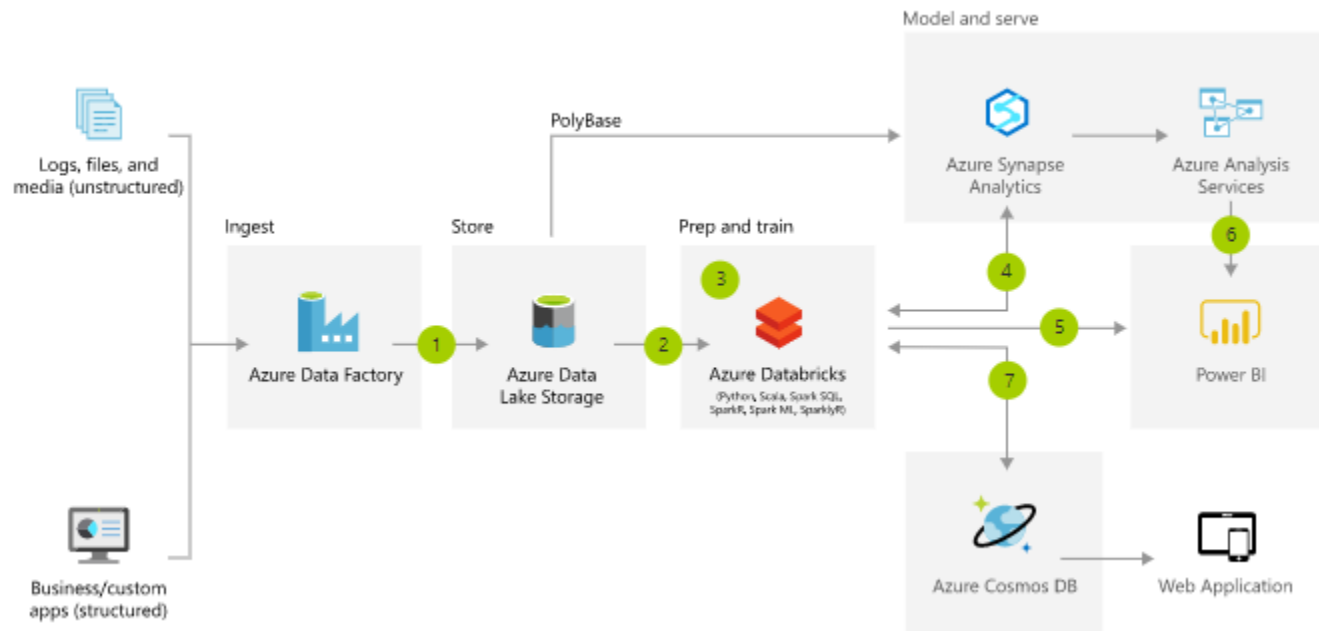 Model and serve
PolyBase
Logs, files, and
media (unstructured)
Azure Synapse
Analytics
Azure Analysis
Services
Ingest
Store
Prep and train
6
3
4
1
2
5
Azure Data Factory
Azure Data
Lake Storage
Azure Databricks
(Python, Scala, Spark SQL,
SparkR, Spark ML, SparklyR)
Power BI
7
Business/custom
apps (structured)
Azure Cosmos DB
Web Application